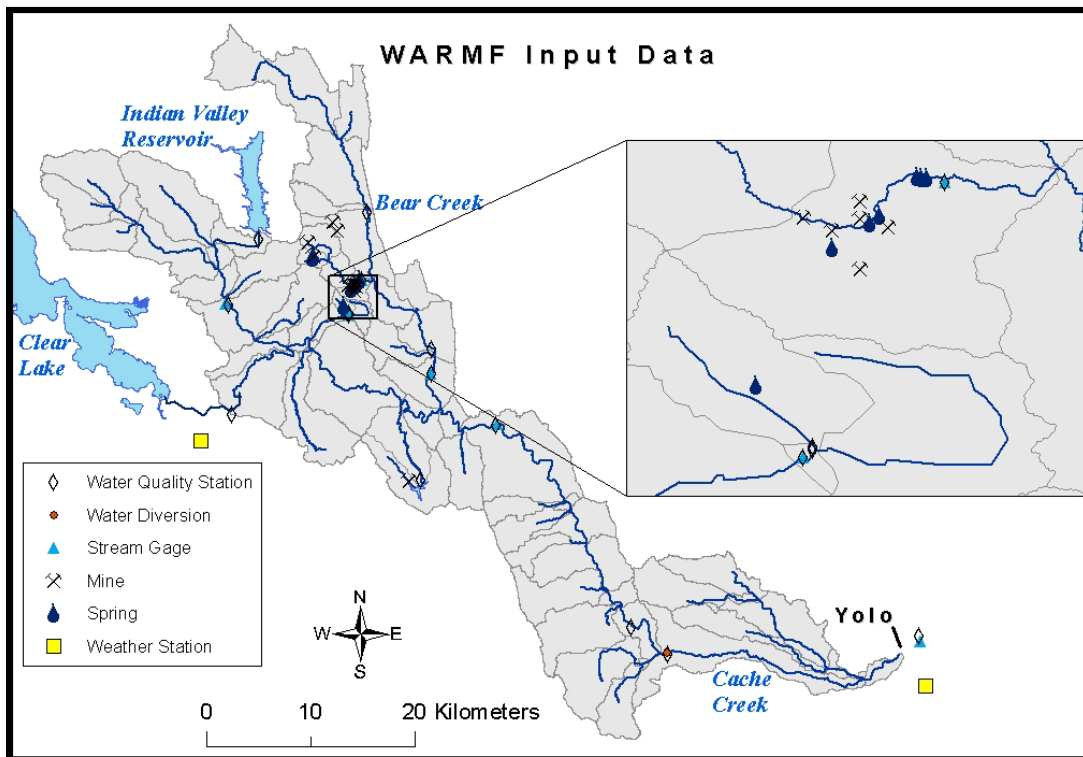 WARMF Input Data
Indian Valley
Reservoir
Bear Creek
Clear
Lake
Water Quality Station
Water Diversion
Stream Gage
Mine
Spring
Weather Station
N
W
E
S
Yolo
Cache
Creek
0 10 20 Kilometers